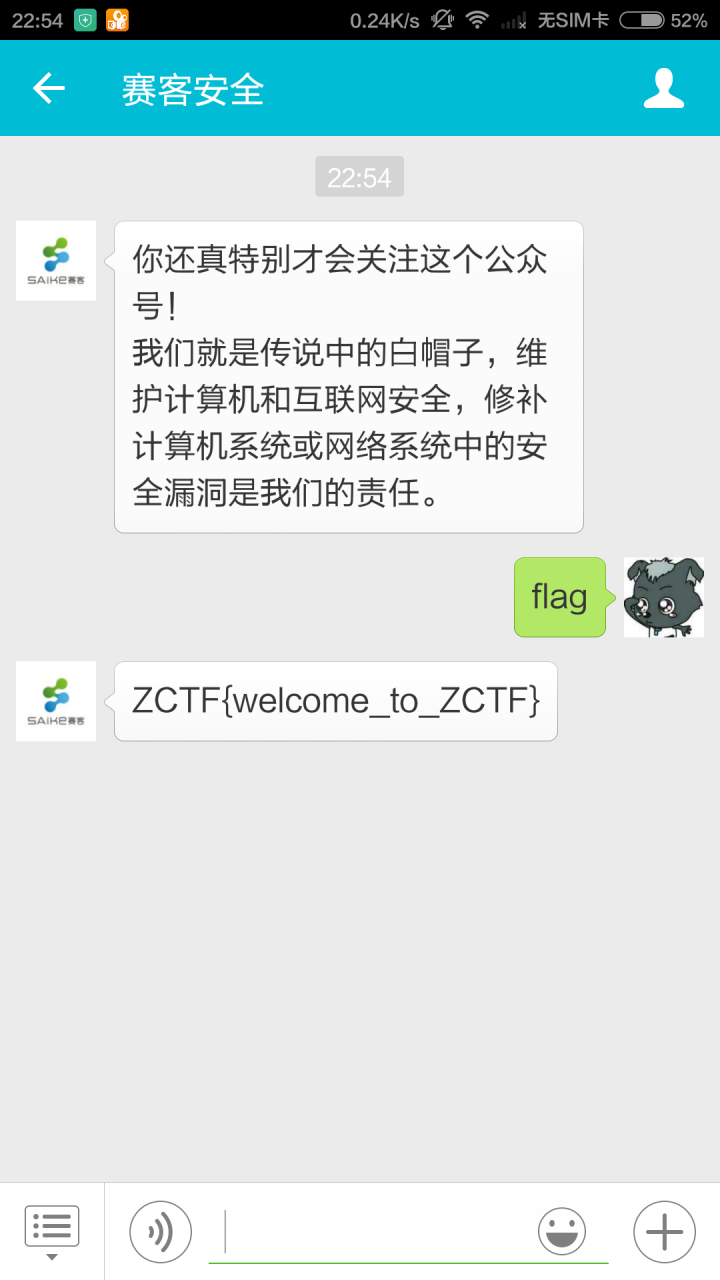 22:54
0.24K/s
无SIM卡
52%
赛客安全
22:54
SAIKE赛客
你还真特别才会关注这个公众
号！
我们就是传说中的白帽子，维
护计算机和互联网安全，修补
计算机系统或网络系统中的安
全漏洞是我们的责任。
flag
SAIKE赛客
ZCTF{welcome_to_ZCTF}